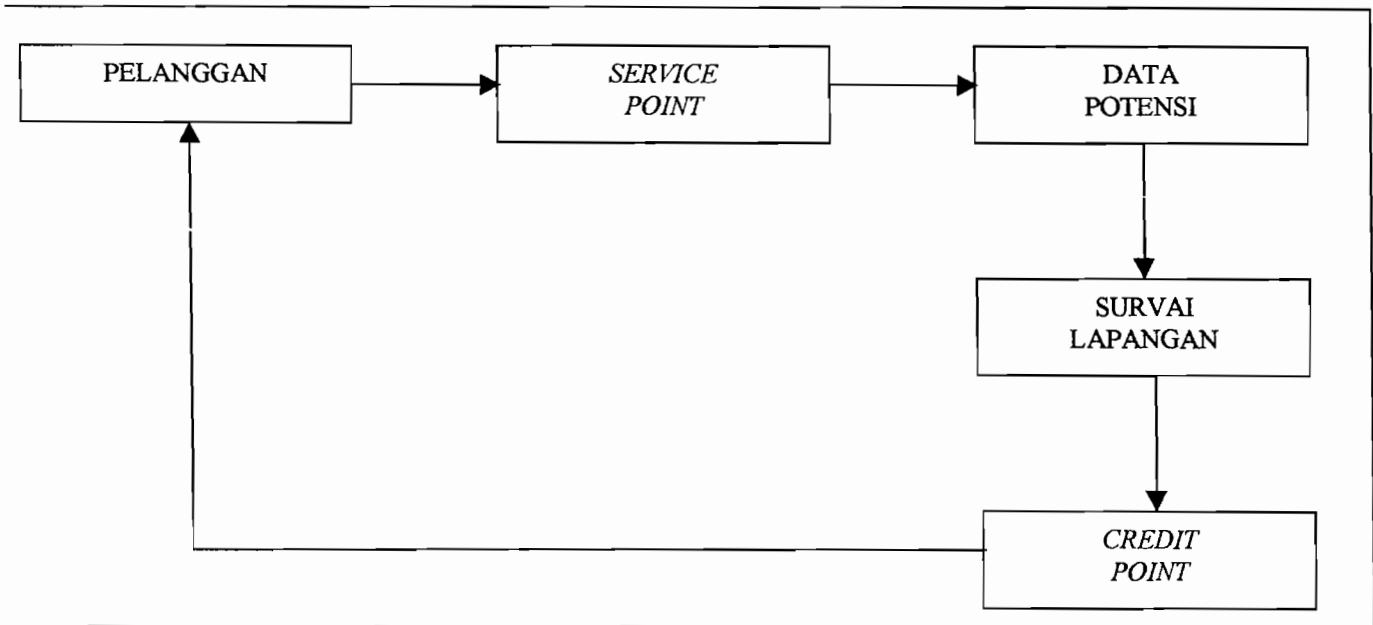 PELANGGAN
SERVICE
POINT
DATA
POTENSI
SURVAI
LAPANGAN
CREDIT
POINT